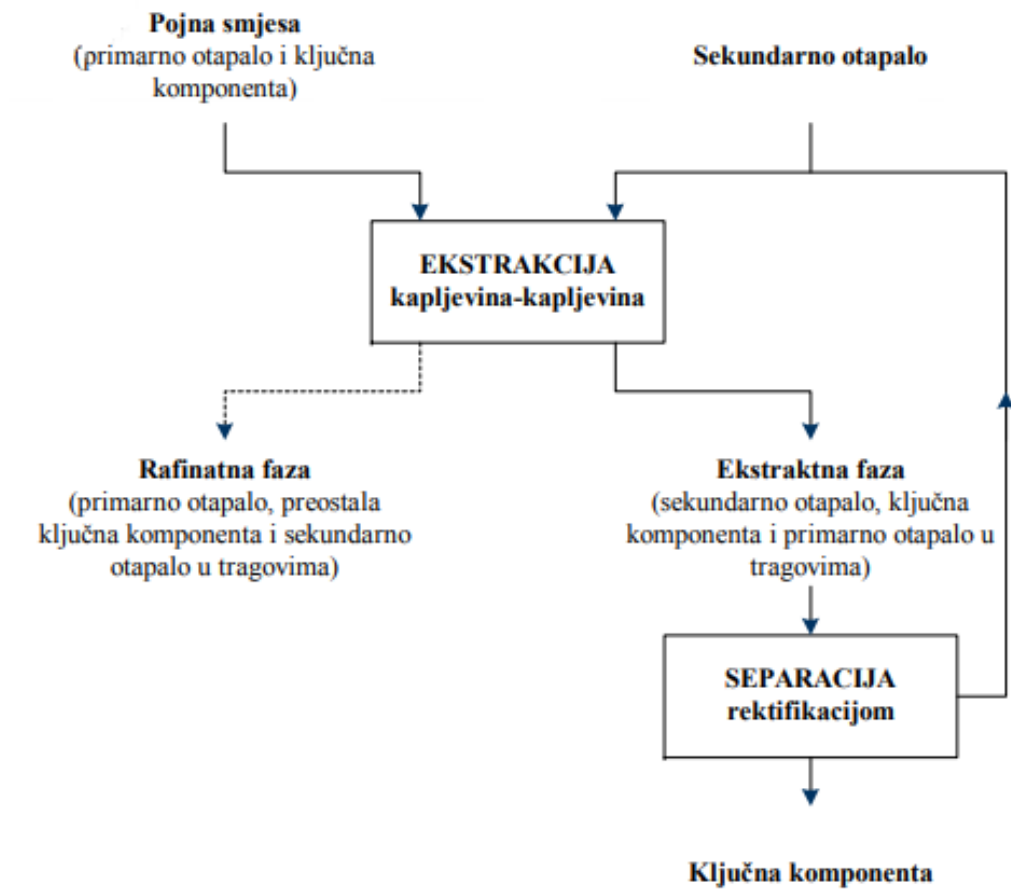 Pojna smjesa
(primarno otapalo i ključna
komponenta)
Sekundarno otapalo
EKSTRAKCIJA
kapljevina-kapljevina
Rafinatna faza
(primarno otapalo, preostala
ključna komponenta i sekundarno
otapalo u tragovima)
Ekstraktna faza
(sekundarno otapalo, ključna
komponenta i primarno otapalo u
tragovima)
SEPARACIJA
rektifikacijom
Ključna komponenta